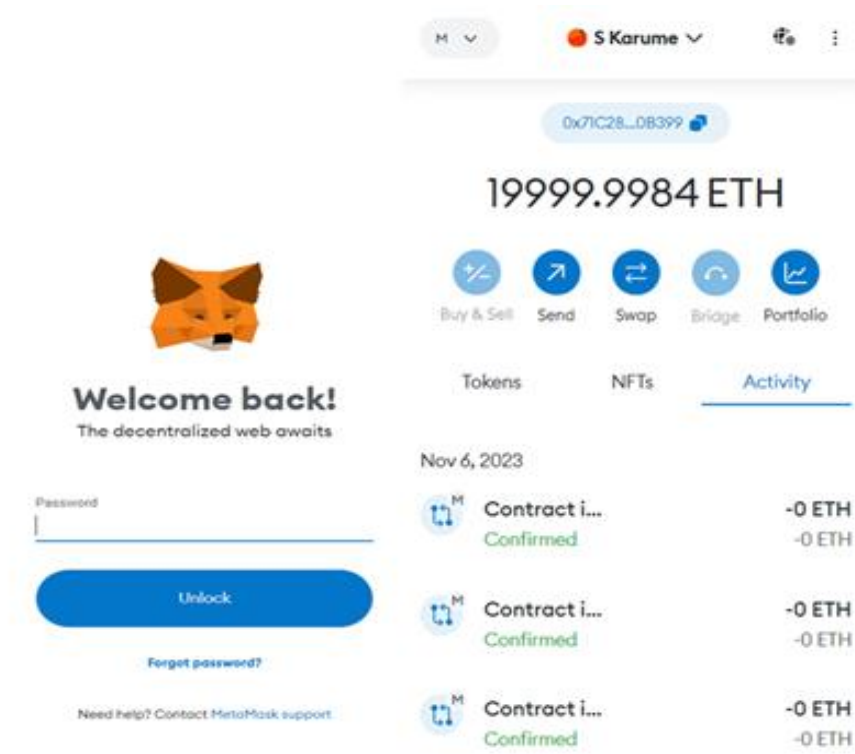 Welcome back!
The decentralized web awaits
Password
Unlock
Forgot password?
Need help? Contact MetaMask support
M
S Karume
0x71C28...0B399
19999.9984 ETH
Buy & Sell Send Swap Bridge Portfolio
Tokens NFTs Activity
Nov 6, 2023
M Contract i... -0 ETH
Confirmed -0 ETH
M Contract i... -0 ETH
Confirmed -0 ETH
M Contract i... -0 ETH
Confirmed -0 ETH